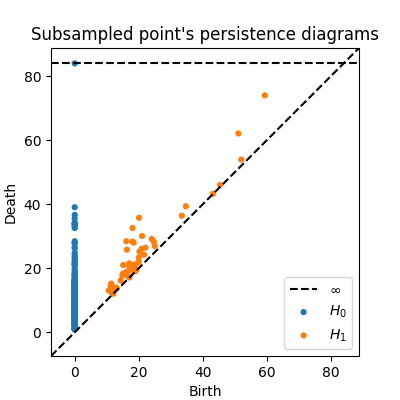 Subsampled point's persistence diagrams
80
60
40
20
0
Death
0 20 40 60 80
Birth
∞
H₀
H₁